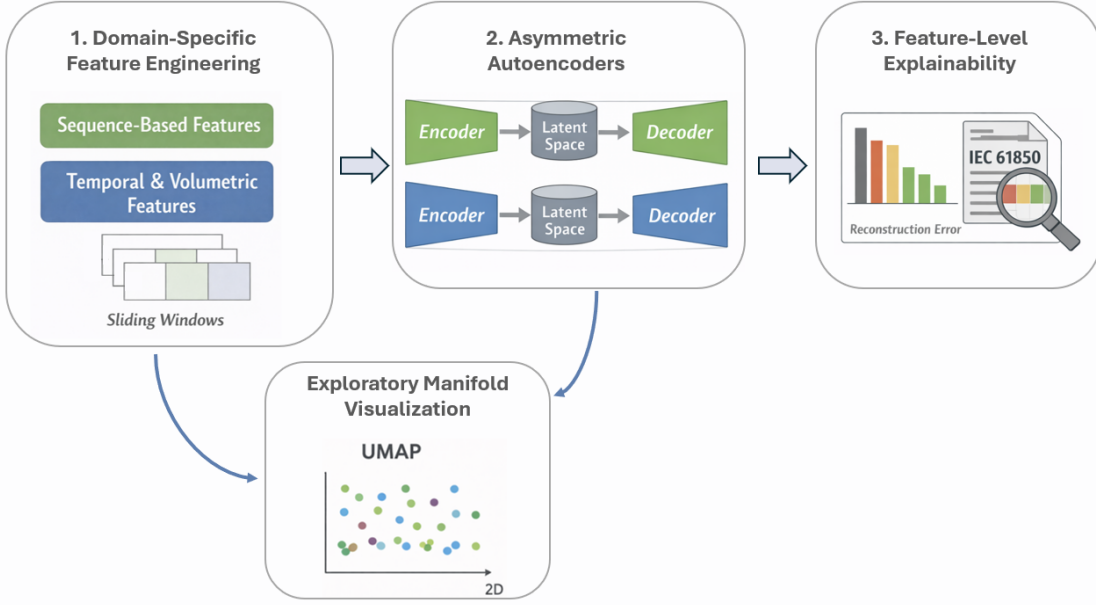 1. Domain-Specific
Feature Engineering
Sequence-Based Features
Temporal & Volumetric
Features
Sliding Windows
2. Asymmetric
Autoencoders
Encoder
Latent
Space
Decoder
Encoder
Latent
Space
Decoder
3. Feature-Level
Explainability
IEC 61850
Reconstruction Error
Exploratory Manifold
Visualization
UMAP
2D